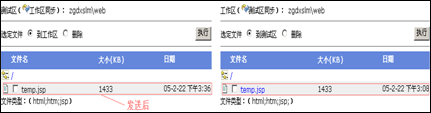 测试区(工作区同步): zgdxslm\web
选定文件 到工作区 删除 执行
文件名 大小(KB) 日期
/
temp.jsp 1433 05-2-22 下午3:36
文件类型: (html;htm;jsp)
发送后
工作区(测试区同步): zgdxslm\web
选定文件 到测试区 删除 执行
文件名 大小(KB) 日期
/
temp.jsp 1433 05-2-22 下午3:08
文件类型: (html;htm;jsp;)